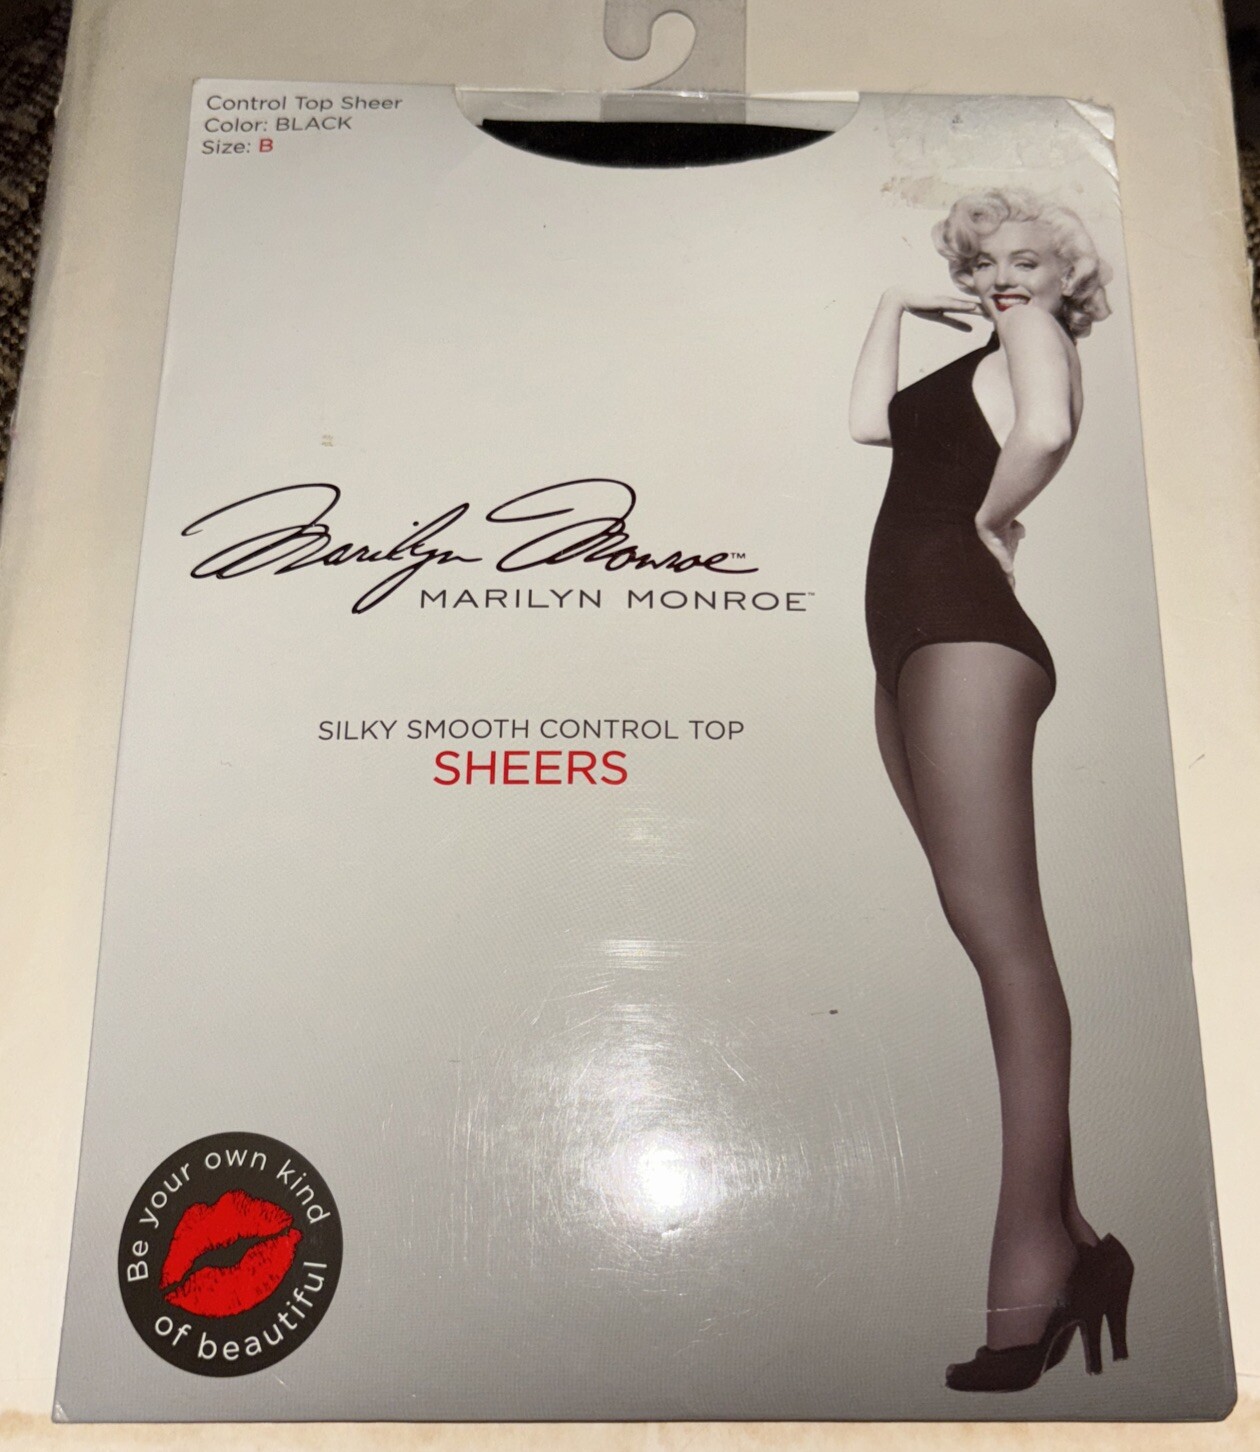 Control Top Sheer
Color: BLACK
Size: B
Marilyn Monroe™
MARILYN MONROE™
SILKY SMOOTH CONTROL TOP
SHEERS
Be your own kind
of beautiful